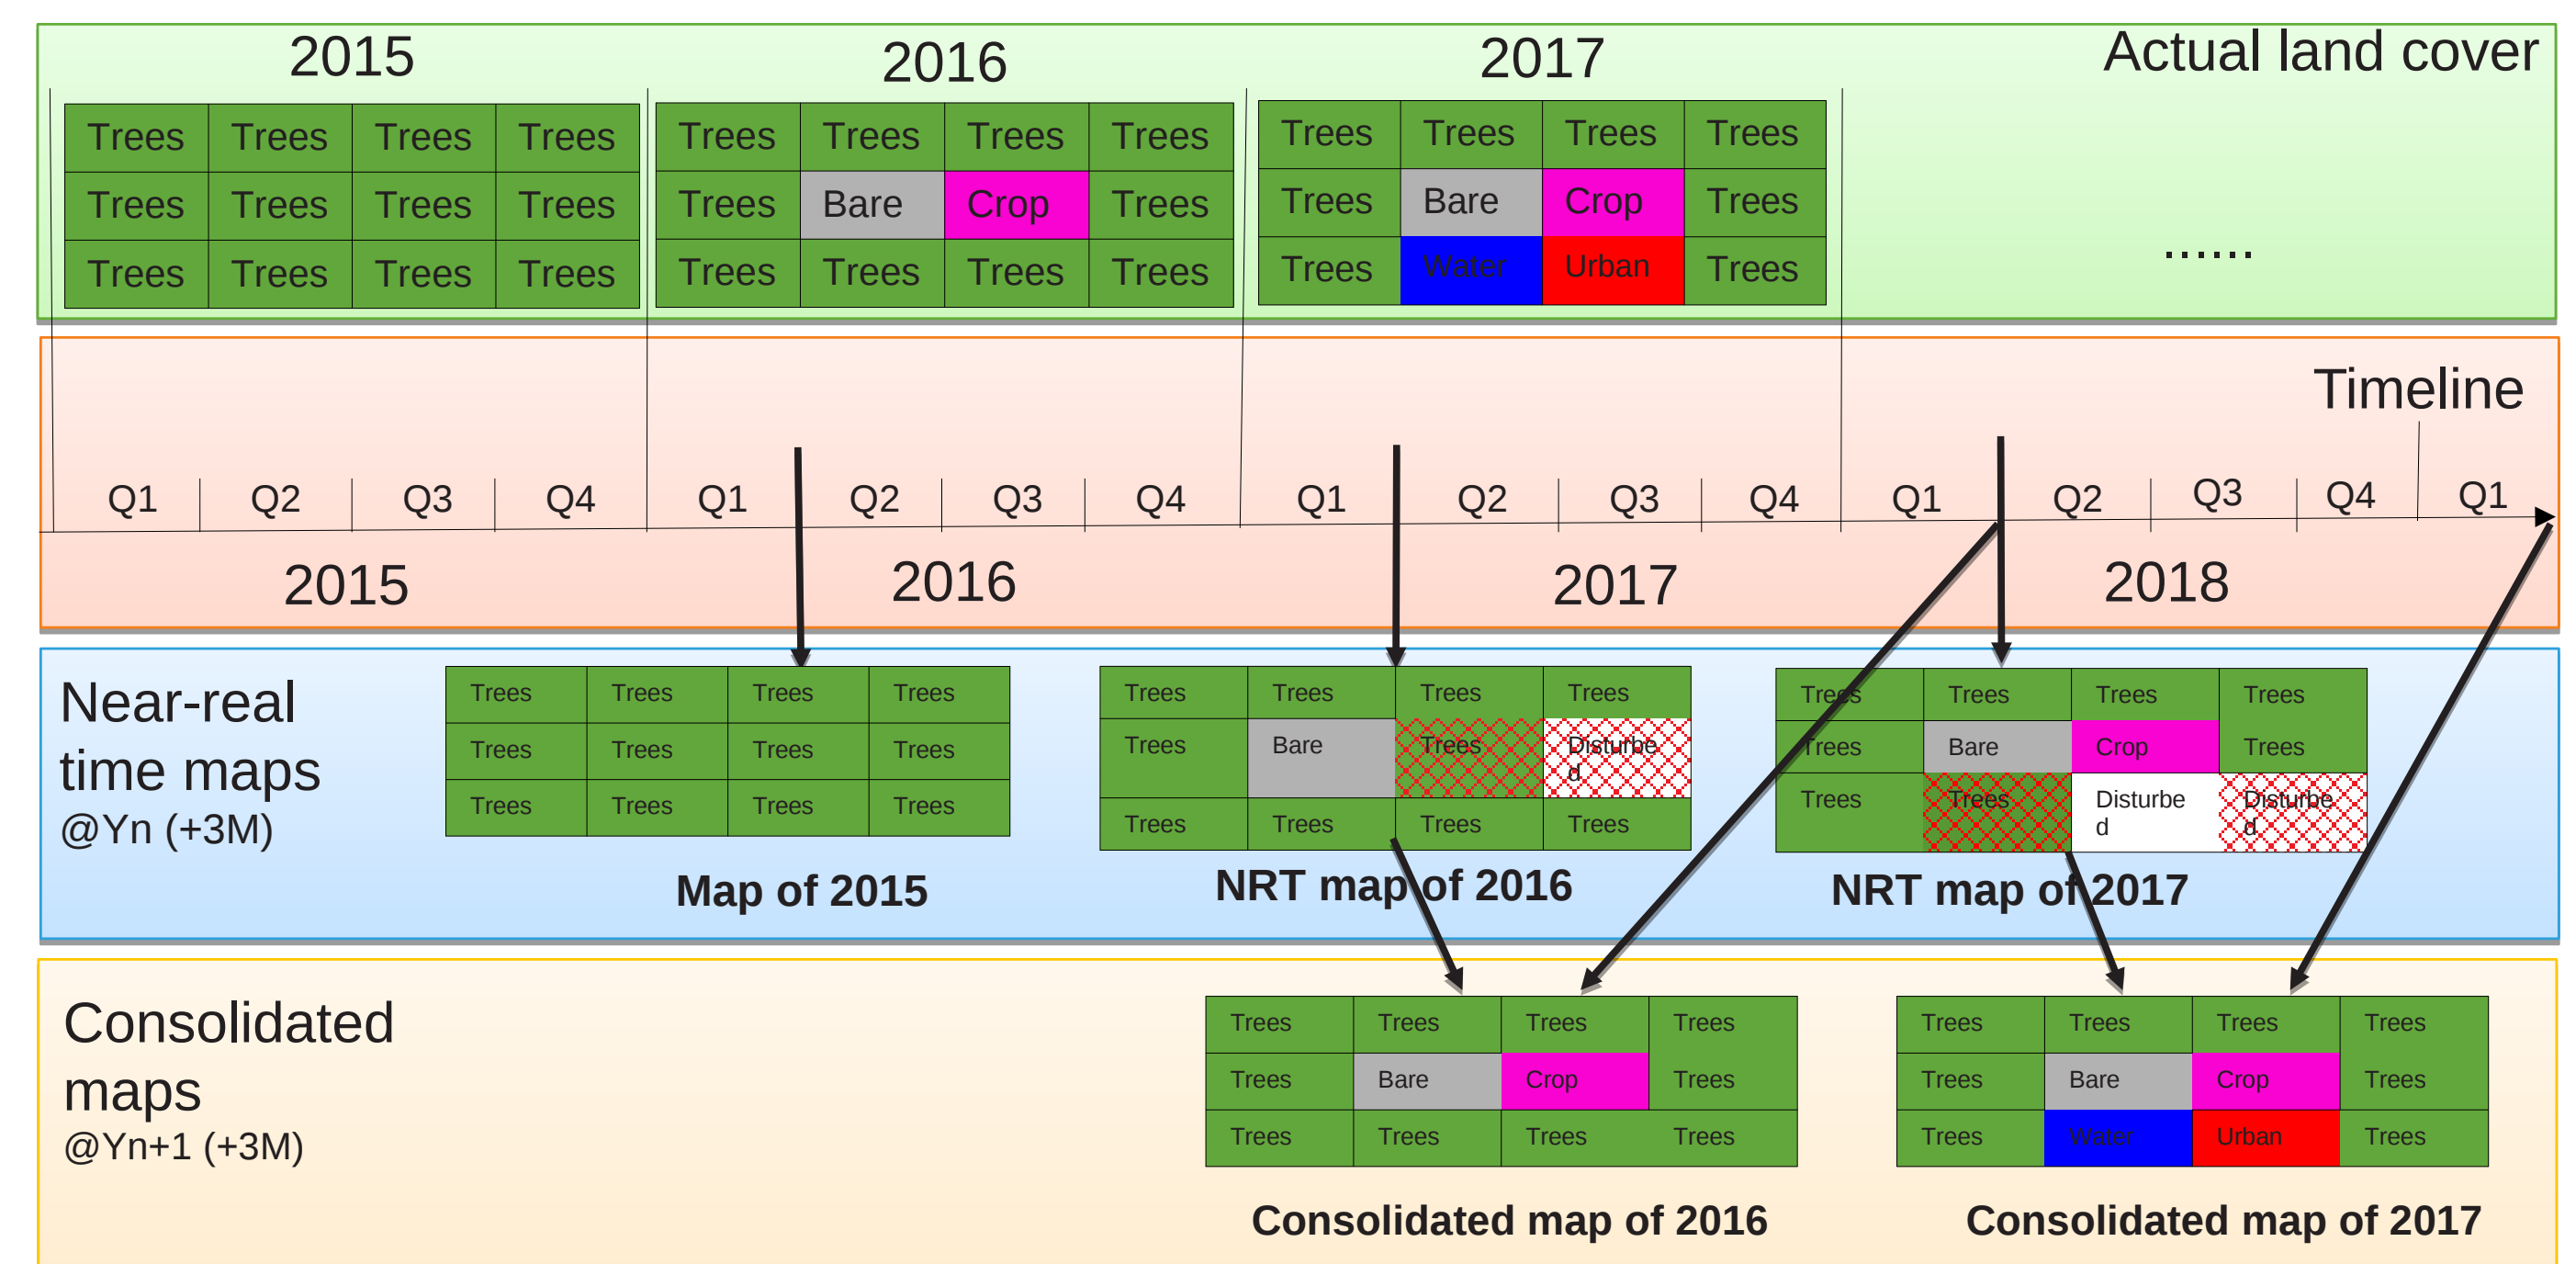 2015 2016 2017 Actual land cover
Trees Trees Trees Trees Trees Trees Trees Trees Trees Trees Trees Trees
Trees Trees Trees Trees Trees Bare Crop Trees Trees Bare Crop Trees
Trees Trees Trees Trees Trees Trees Trees Trees Trees Water Urban Trees
......
Timeline
Q1 Q2 Q3 Q4 Q1 Q2 Q3 Q4 Q1 Q2 Q3 Q4 Q1 Q2 Q3 Q4 Q1
2015 2016 2017 2018
Near-real
time maps
@Yn (+3M)
Trees Trees Trees Trees
Trees Trees Trees Trees
Trees Trees Trees Trees
Map of 2015
Trees Trees Trees Trees
Trees Bare Trees Disturbe
d
Trees Trees Trees Trees
NRT map of 2016
Trees Trees Trees Trees
Trees Bare Crop Trees
Trees Trees Disturbe Disturbe
d d
NRT map of 2017
Consolidated
maps
@Yn+1 (+3M)
Trees Trees Trees Trees
Trees Bare Crop Trees
Trees Trees Trees Trees
Consolidated map of 2016
Trees Trees Trees Trees
Trees Bare Crop Trees
Trees Water Urban Trees
Consolidated map of 2017